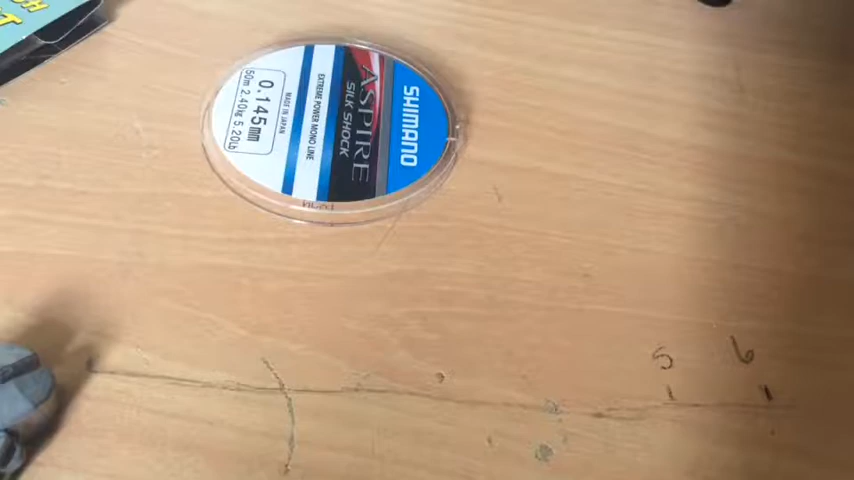 SHIMANO
ASPIRE
SILK SHOCK
EXTREME POWER MONO LINE
MADE IN JAPAN
0.145mm
50m 2.40kg 5.20Lb
5 6